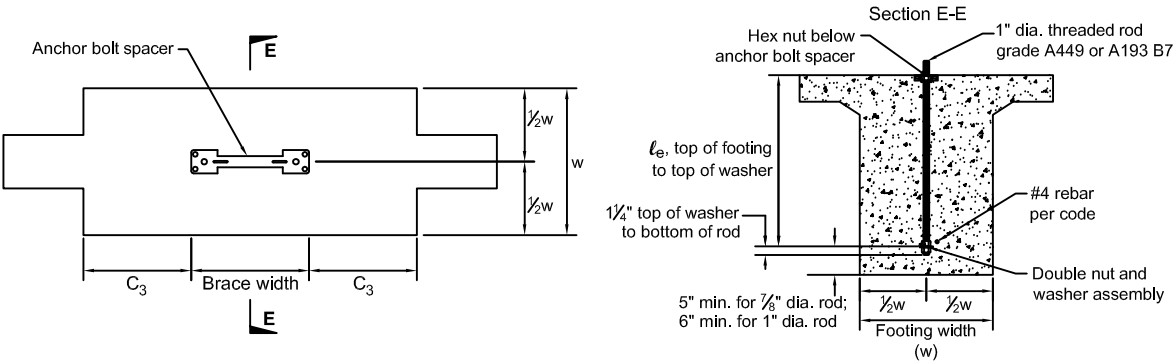 E
Anchor bolt spacer
½w
w
½w
C3
Brace width
C3
E
Section E-E
Hex nut below
anchor bolt spacer
1" dia. threaded rod
grade A449 or A193 B7
ℓe, top of footing
to top of washer
1¼" top of washer
to bottom of rod
#4 rebar
per code
Double nut and
washer assembly
5" min. for ⅞" dia. rod;
6" min. for 1" dia. rod
½w
½w
Footing width
(w)